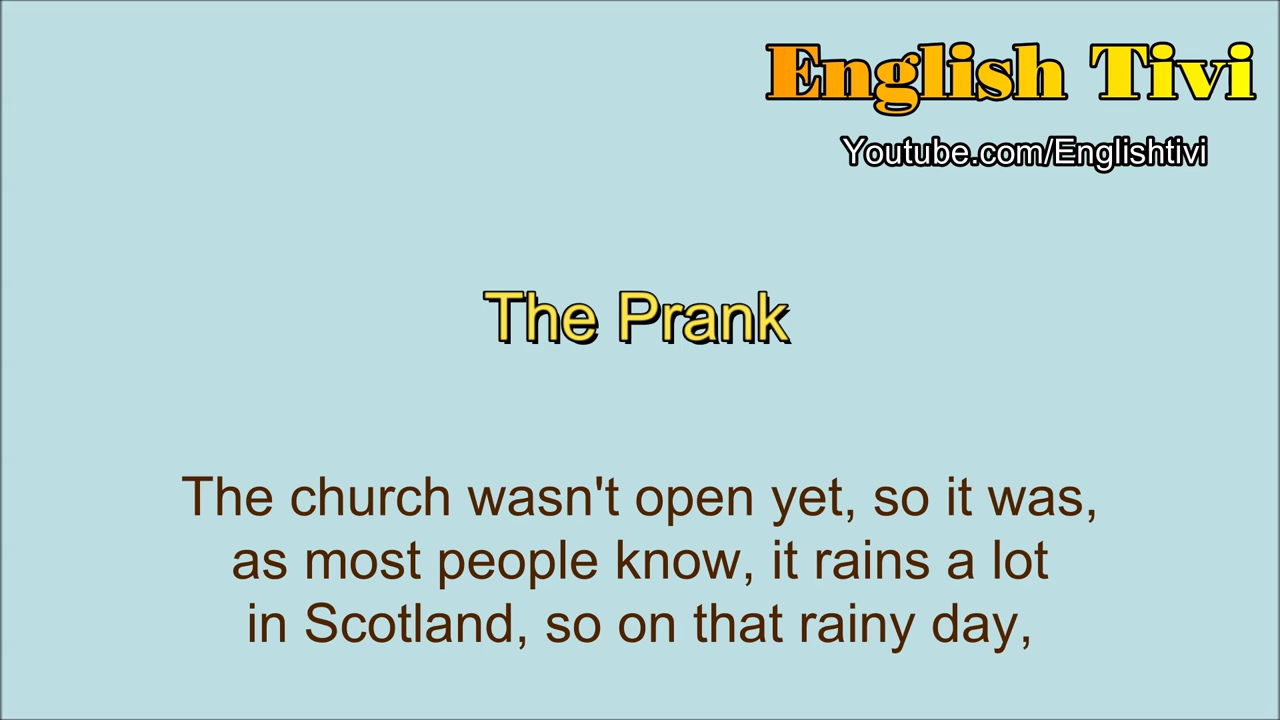 English Tivi
Youtube.com/Englishtivi
The Prank
The church wasn't open yet, so it was,
as most people know, it rains a lot
in Scotland, so on that rainy day,